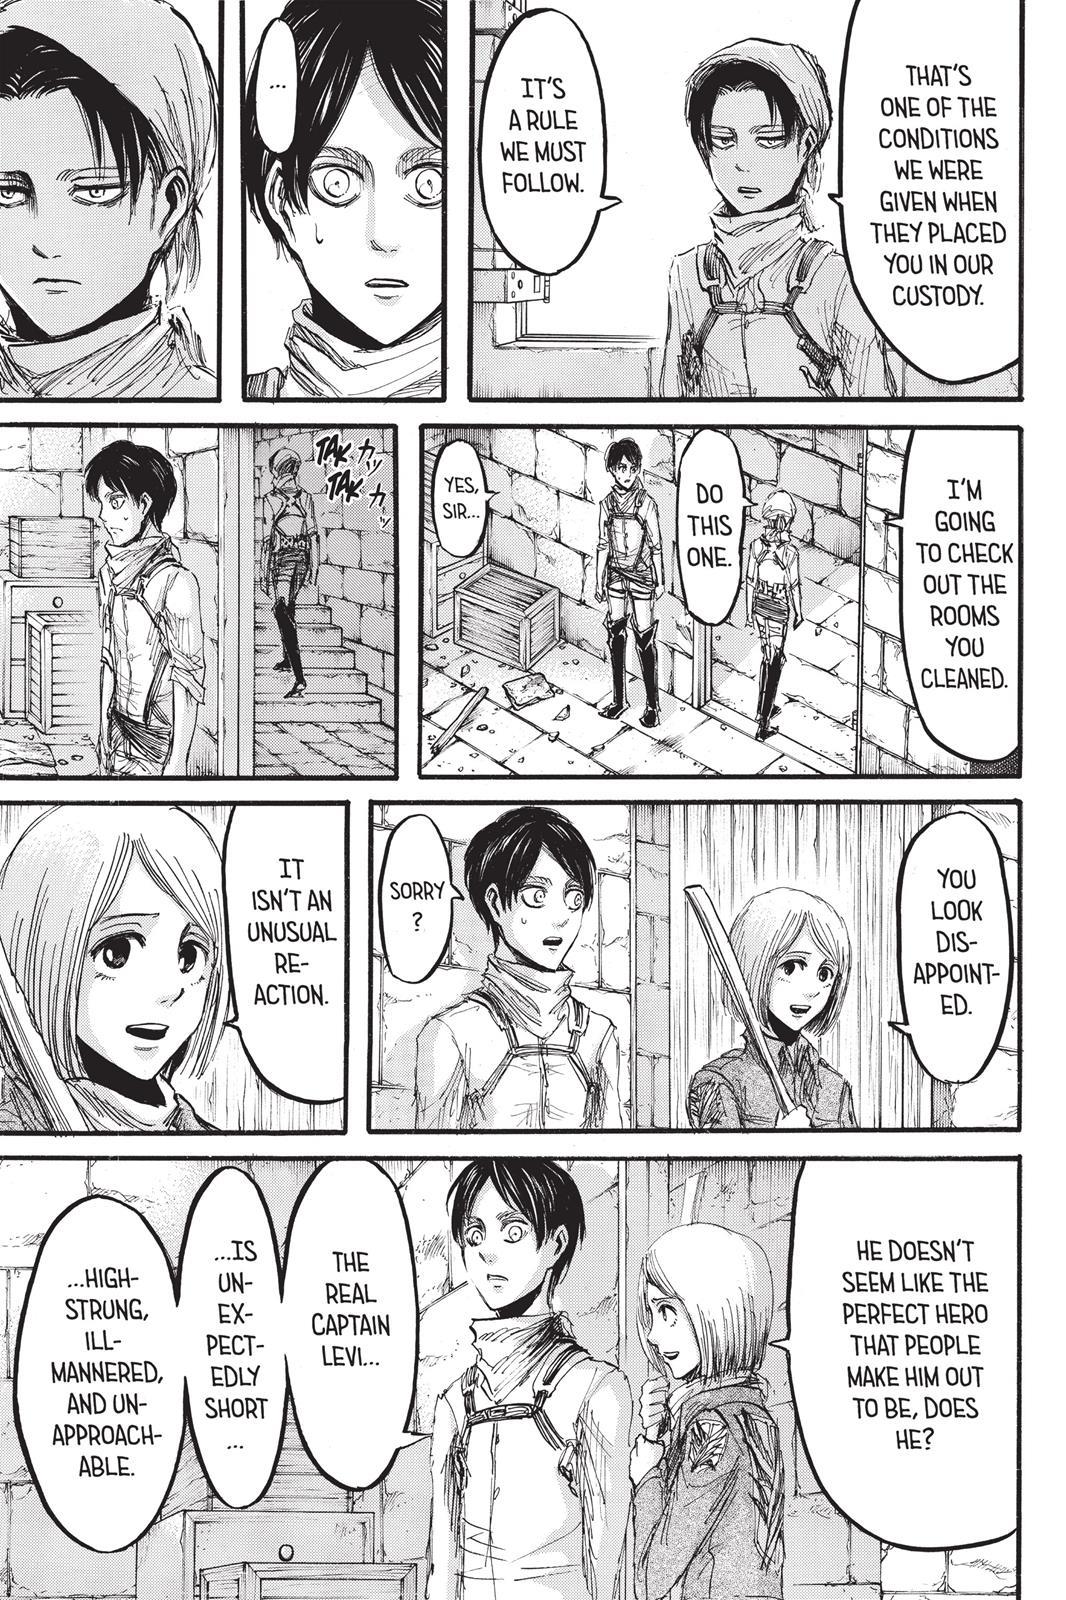 THAT'S
ONE OF THE
CONDITIONS
WE WERE
GIVEN WHEN
THEY PLACED
YOU IN OUR
CUSTODY.
IT'S
A RULE
WE MUST
FOLLOW.
...
I'M
GOING
TO CHECK
OUT THE
ROOMS
YOU
CLEANED.
DO
THIS
ONE.
YES,
SIR...
TAK
カッ
TAK
カッ
YOU
LOOK
DIS-
APPOINT-
ED.
SORRY
?
IT
ISN'T AN
UNUSUAL
RE-
ACTION.
HE DOESN'T
SEEM LIKE THE
PERFECT HERO
THAT PEOPLE
MAKE HIM OUT
TO BE, DOES
HE?
THE
REAL
CAPTAIN
LEVI...
...IS
UN-
EX-
PECT-
EDLY
SHORT
...
...HIGH-
STRUNG,
ILL-
MANNERED,
AND UN-
APPROACH-
ABLE.